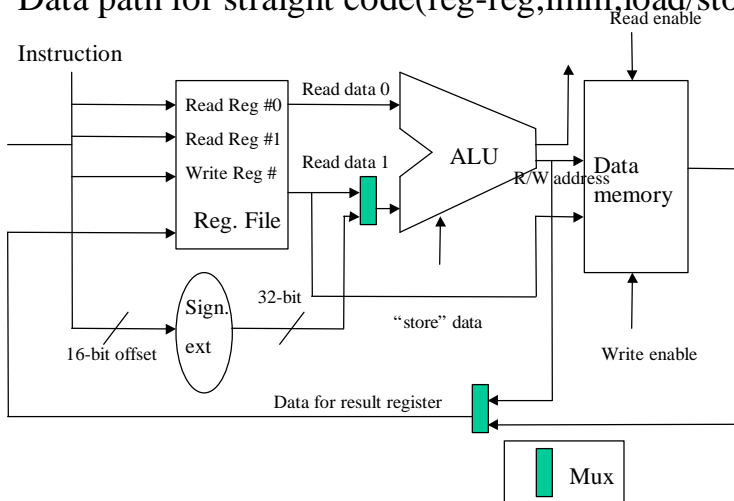 Data path for straight code(reg-reg,imm,load/sto
Read enable
Instruction
Read Reg #0
Read data 0
Read Reg #1
Read data 1
Write Reg #
ALU
Data
memory
R/W address
Reg. File
Sign.
ext
32-bit
16-bit offset
“store” data
Write enable
Data for result register
Mux